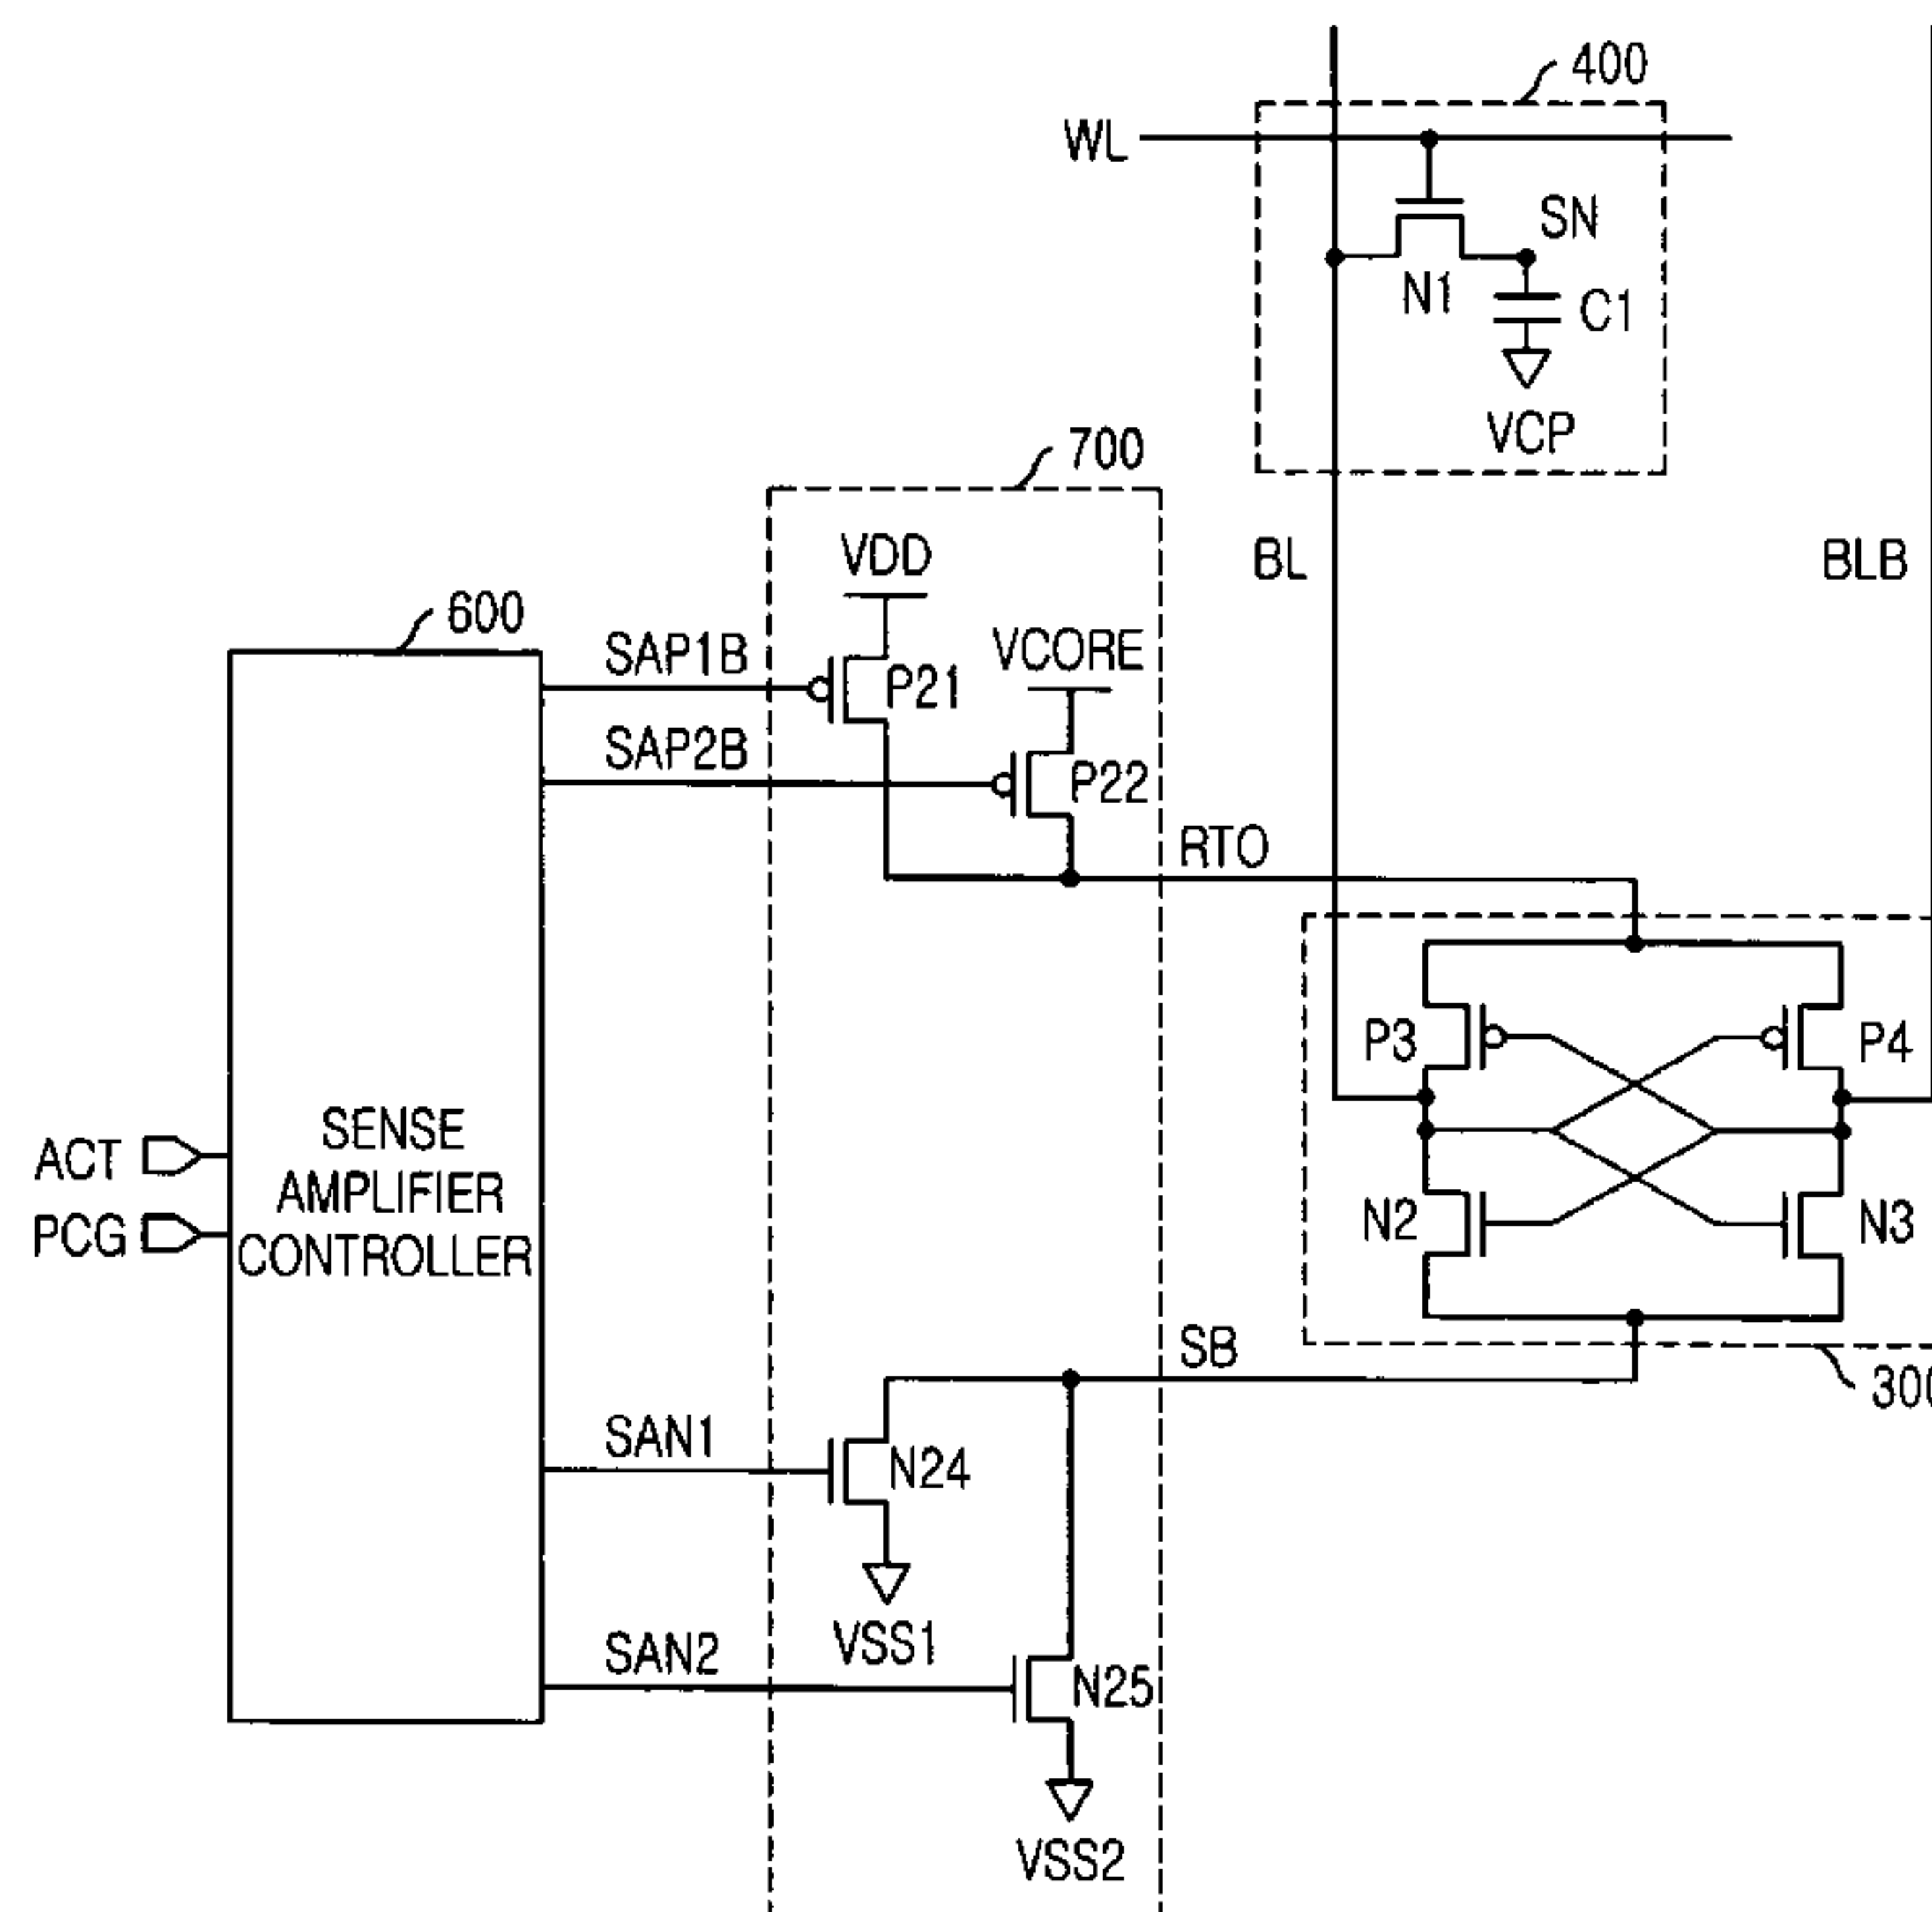 400
WL
SN
N1
C1
VCP
700
VDD
BL
BLB
600
SAP1B
VCORE
P21
SAP2B
P22
RTO
P3
P4
ACT
SENSE
AMPLIFIER
CONTROLLER
PCG
N2
N3
SB
300
SAN1
N24
VSS1
SAN2
N25
VSS2